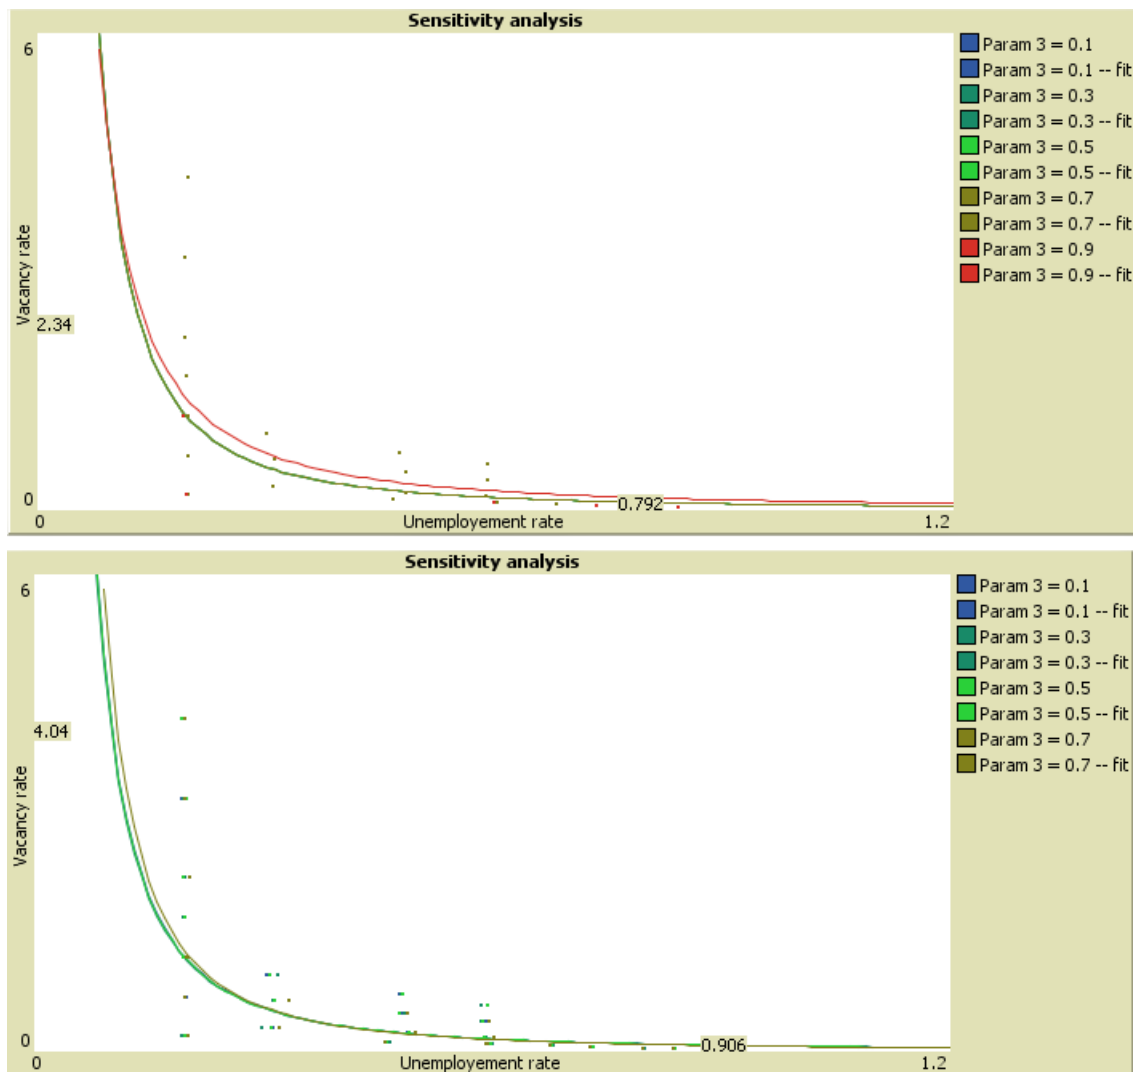 Sensitivity analysis
6
Vacancy rate
2.34
0
0
Unemployement rate
0.792
1.2
Param 3 = 0.1
Param 3 = 0.1 -- fit
Param 3 = 0.3
Param 3 = 0.3 -- fit
Param 3 = 0.5
Param 3 = 0.5 -- fit
Param 3 = 0.7
Param 3 = 0.7 -- fit
Param 3 = 0.9
Param 3 = 0.9 -- fit
Sensitivity analysis
6
Vacancy rate
4.04
0
0
Unemployement rate
0.906
1.2
Param 3 = 0.1
Param 3 = 0.1 -- fit
Param 3 = 0.3
Param 3 = 0.3 -- fit
Param 3 = 0.5
Param 3 = 0.5 -- fit
Param 3 = 0.7
Param 3 = 0.7 -- fit